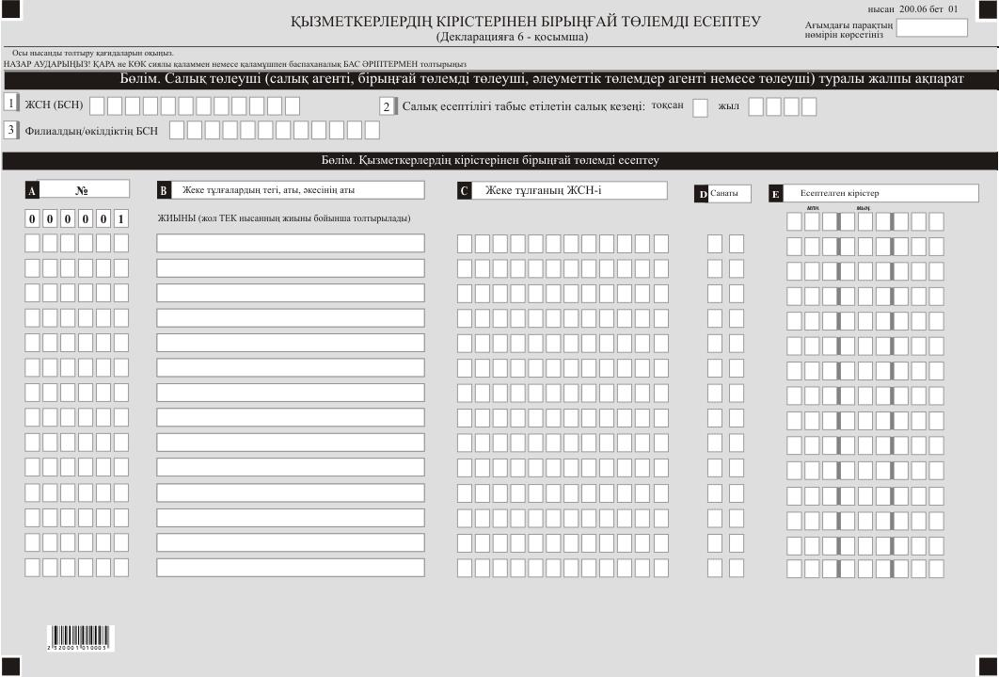 нысан 200.06 бет 01
ҚЫЗМЕТКЕРЛЕРДІҢ КІРІСТЕРІНЕН БІРЫҢҒАЙ ТӨЛЕМДІ ЕСЕПТЕУ
(Декларацияға 6 - қосымша)
Ағымдағы парақтың
нөмірін көрсетіңіз
Осы нысанды толтыру қағидаларын оқыңыз.
НАЗАР АУДАРЫҢЫЗ! ҚАРА не КӨК сиялы қаламмен немесе қаламұшпен баспаханалық БАС ӘРІПТЕРМЕН толтырыңыз
Бөлім. Салық төлеуші (салық агенті, бірыңғай төлемді төлеуші, әлеуметтік төлемдер агенті немесе төлеуші) туралы жалпы ақпарат
1 ЖСН (БСН)
2 Салық есептілігі табыс етілетін салық кезеңі: тоқсан жыл
3 Филиалдың/өкілдіктің БСН
Бөлім. Қызметкерлердің кірістерінен бірыңғай төлемді есептеу
A №
B Жеке тұлғалардың тегі, аты, әкесінің аты
C Жеке тұлғаның ЖСН-і
D Санаты
E Есептелген кірістер
млн. мың.
0 0 0 0 0 1 ЖИЫНЫ (жол ТЕК нысанның жиыны бойынша толтырылады)
2320001010003